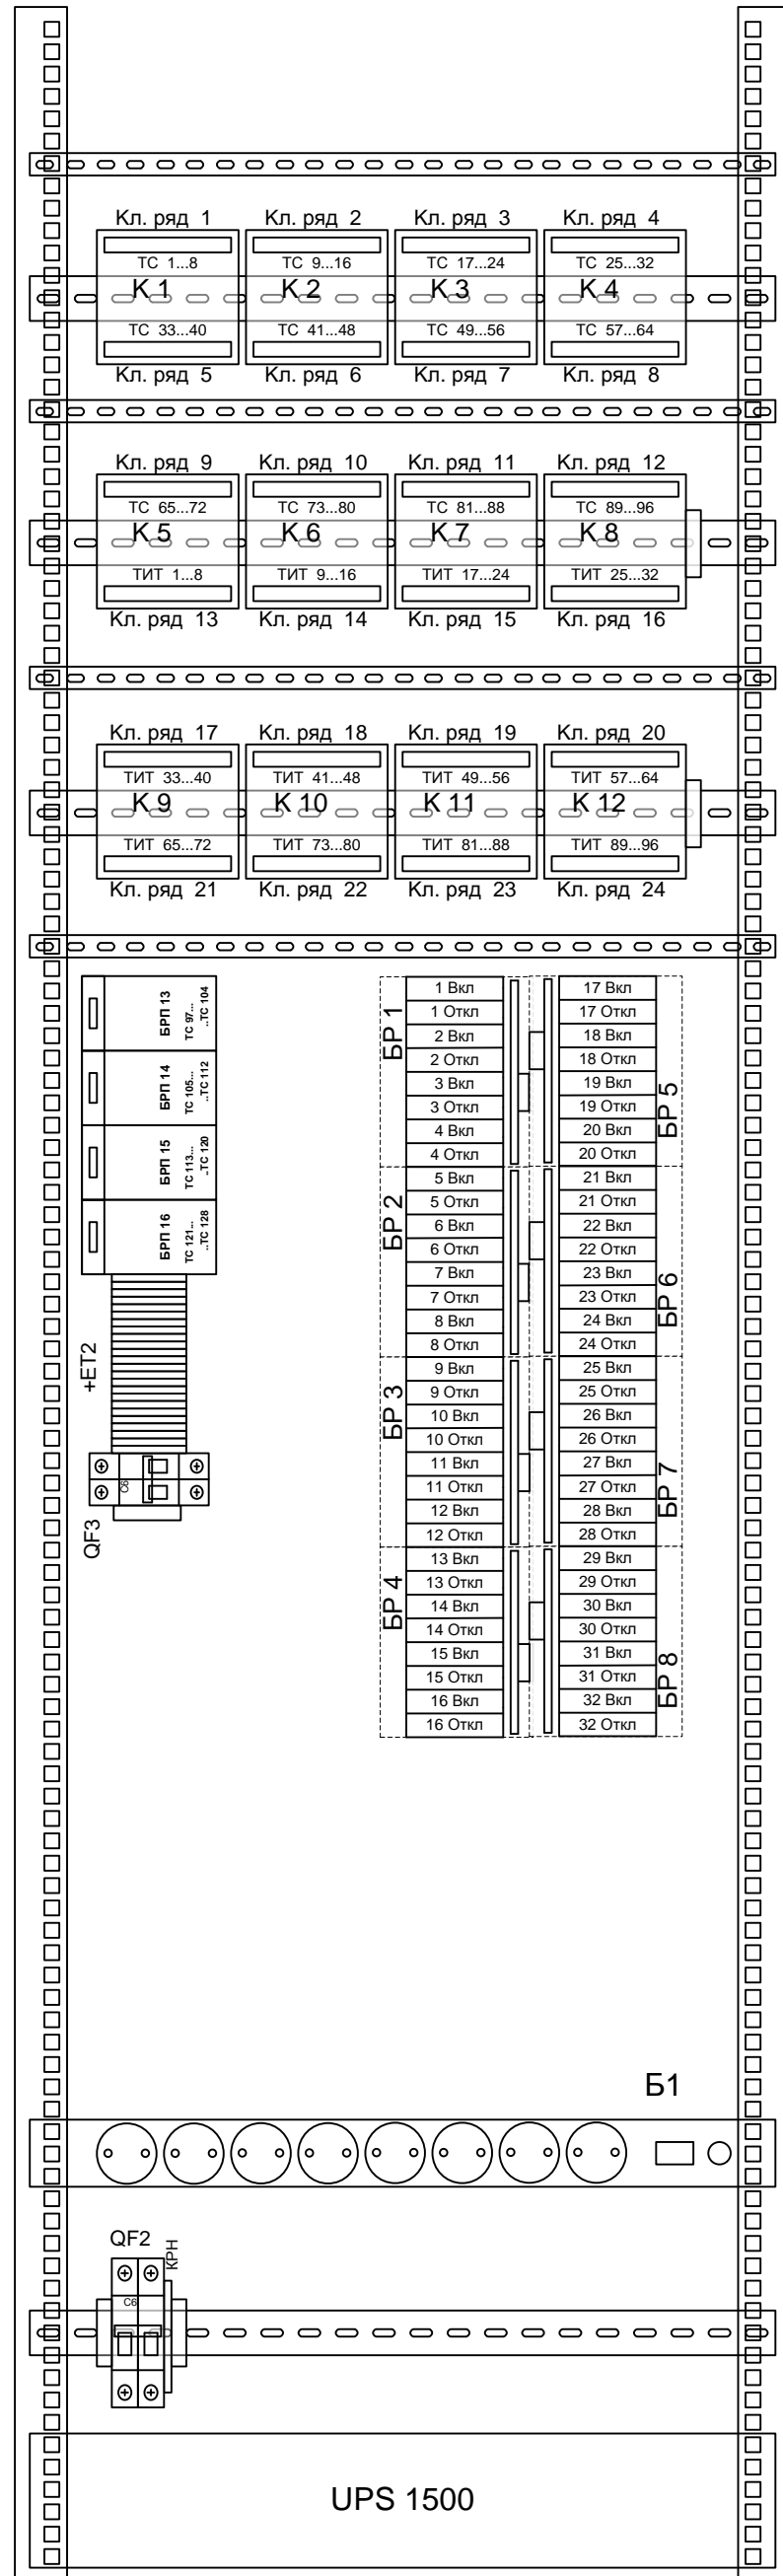 Кл. ряд 1 Кл. ряд 2 Кл. ряд 3 Кл. ряд 4
ТС 1...8 ТС 9...16 ТС 17...24 ТС 25...32
К 1 К 2 К 3 К 4
ТС 33...40 ТС 41...48 ТС 49...56 ТС 57...64
Кл. ряд 5 Кл. ряд 6 Кл. ряд 7 Кл. ряд 8
Кл. ряд 9 Кл. ряд 10 Кл. ряд 11 Кл. ряд 12
ТС 65...72 ТС 73...80 ТС 81...88 ТС 89...96
К 5 К 6 К 7 К 8
ТИТ 1...8 ТИТ 9...16 ТИТ 17...24 ТИТ 25...32
Кл. ряд 13 Кл. ряд 14 Кл. ряд 15 Кл. ряд 16
Кл. ряд 17 Кл. ряд 18 Кл. ряд 19 Кл. ряд 20
ТИТ 33...40 ТИТ 41...48 ТИТ 49...56 ТИТ 57...64
К 9 К 10 К 11 К 12
ТИТ 65...72 ТИТ 73...80 ТИТ 81...88 ТИТ 89...96
Кл. ряд 21 Кл. ряд 22 Кл. ряд 23 Кл. ряд 24
БРП 13
ТС 97...
..ТС 104
БРП 14
ТС 105...
..ТС 112
БРП 15
ТС 113...
..ТС 120
БРП 16
ТС 121...
..ТС 128
+ET2
С6
QF3
БР 1
1 Вкл
1 Откл
2 Вкл
2 Откл
3 Вкл
3 Откл
4 Вкл
4 Откл
БР 2
5 Вкл
5 Откл
6 Вкл
6 Откл
7 Вкл
7 Откл
8 Вкл
8 Откл
БР 3
9 Вкл
9 Откл
10 Вкл
10 Откл
11 Вкл
11 Откл
12 Вкл
12 Откл
БР 4
13 Вкл
13 Откл
14 Вкл
14 Откл
15 Вкл
15 Откл
16 Вкл
16 Откл
17 Вкл
17 Откл
18 Вкл
18 Откл
19 Вкл
19 Откл
20 Вкл
20 Откл
БР 5
21 Вкл
21 Откл
22 Вкл
22 Откл
23 Вкл
23 Откл
24 Вкл
24 Откл
БР 6
25 Вкл
25 Откл
26 Вкл
26 Откл
27 Вкл
27 Откл
28 Вкл
28 Откл
БР 7
29 Вкл
29 Откл
30 Вкл
30 Откл
31 Вкл
31 Откл
32 Вкл
32 Откл
БР 8
Б1
QF2
КРН
С6
UPS 1500